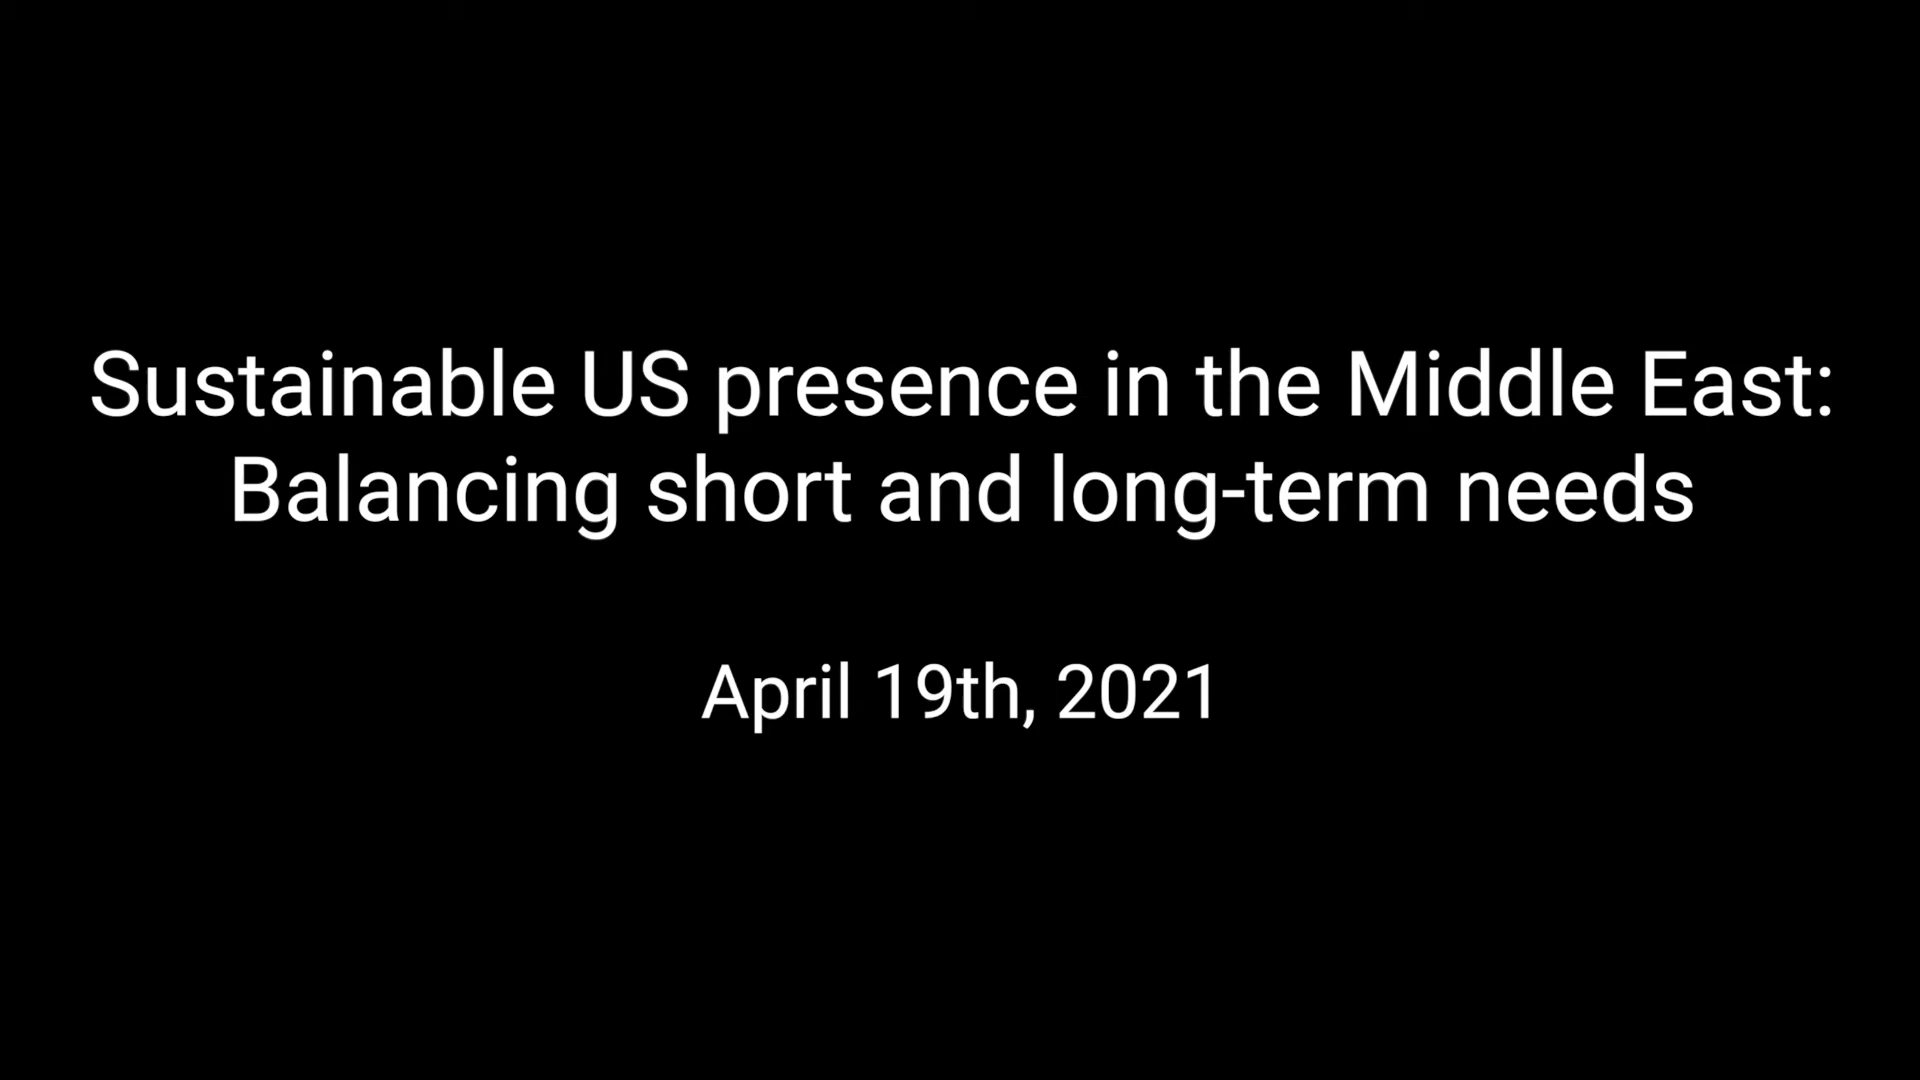 Sustainable US presence in the Middle East:
Balancing short and long-term needs
April 19th, 2021